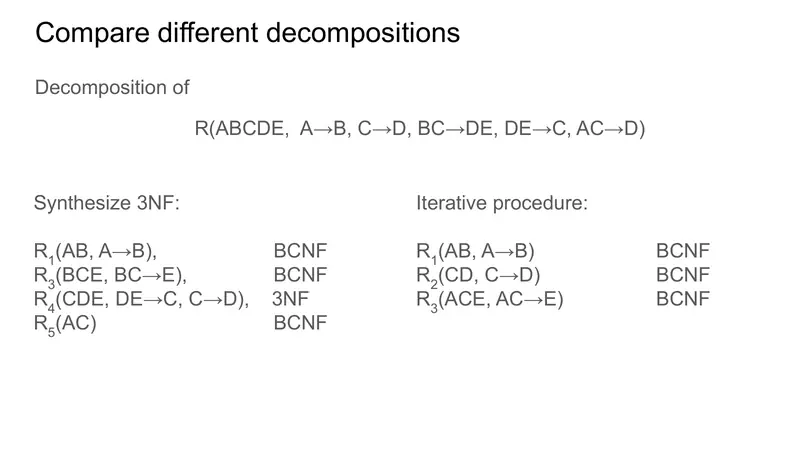 Compare different decompositions
Decomposition of
R(ABCDE, A→B, C→D, BC→DE, DE→C, AC→D)
Synthesize 3NF:
R1(AB, A→B), BCNF
R3(BCE, BC→E), BCNF
R4(CDE, DE→C, C→D), 3NF
R5(AC) BCNF
Iterative procedure:
R1(AB, A→B) BCNF
R2(CD, C→D) BCNF
R3(ACE, AC→E) BCNF